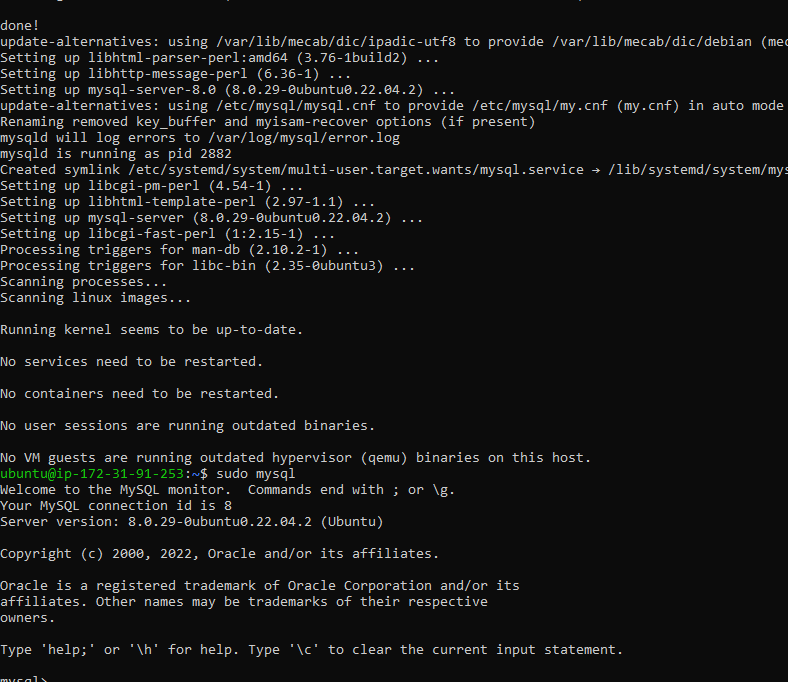 done!
update-alternatives: using /var/lib/mecab/dic/ipadic-utf8 to provide /var/lib/mecab/dic/debian (mec
Setting up libhtml-parser-perl:amd64 (3.76-1build2) ...
Setting up libhttp-message-perl (6.36-1) ...
Setting up mysql-server-8.0 (8.0.29-0ubuntu0.22.04.2) ...
update-alternatives: using /etc/mysql/mysql.cnf to provide /etc/mysql/my.cnf (my.cnf) in auto mode
Renaming removed key_buffer and myisam-recover options (if present)
mysqld will log errors to /var/log/mysql/error.log
mysqld is running as pid 2882
Created symlink /etc/systemd/system/multi-user.target.wants/mysql.service → /lib/systemd/system/mys
Setting up libcgi-pm-perl (4.54-1) ...
Setting up libhtml-template-perl (2.97-1.1) ...
Setting up mysql-server (8.0.29-0ubuntu0.22.04.2) ...
Setting up libcgi-fast-perl (1:2.15-1) ...
Processing triggers for man-db (2.10.2-1) ...
Processing triggers for libc-bin (2.35-0ubuntu3) ...
Scanning processes...
Scanning linux images...
Running kernel seems to be up-to-date.
No services need to be restarted.
No containers need to be restarted.
No user sessions are running outdated binaries.
No VM guests are running outdated hypervisor (qemu) binaries on this host.
ubuntu@ip-172-31-91-253:~$ sudo mysql
Welcome to the MySQL monitor.  Commands end with ; or \g.
Your MySQL connection id is 8
Server version: 8.0.29-0ubuntu0.22.04.2 (Ubuntu)
Copyright (c) 2000, 2022, Oracle and/or its affiliates.
Oracle is a registered trademark of Oracle Corporation and/or its
affiliates. Other names may be trademarks of their respective
owners.
Type 'help;' or '\h' for help. Type '\c' to clear the current input statement.
mysql>